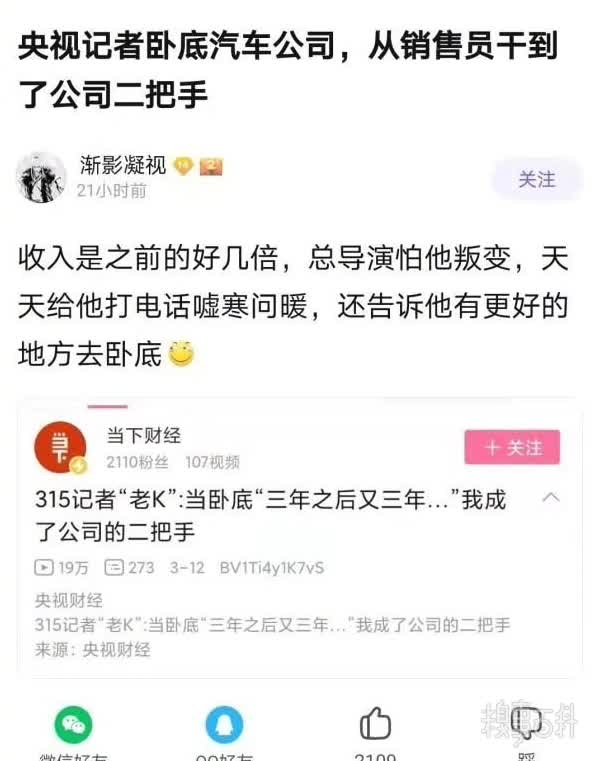 央视记者卧底汽车公司，从销售员干到
了公司二把手
渐影凝视
21小时前
关注
收入是之前的好几倍，总导演怕他叛变，天
天给他打电话嘘寒问暖，还告诉他有更好的
地方去卧底
当下财经
2110粉丝 107视频
+ 关注
315记者“老K”:当卧底“三年之后又三年...”我成
了公司的二把手
19万 273 3-12 BV1Ti4y1K7vS
央视财经
315记者“老K”:当卧底“三年之后又三年...”我成了公司的二把手
来源：央视财经
微信好友 QQ好友 2109 踩